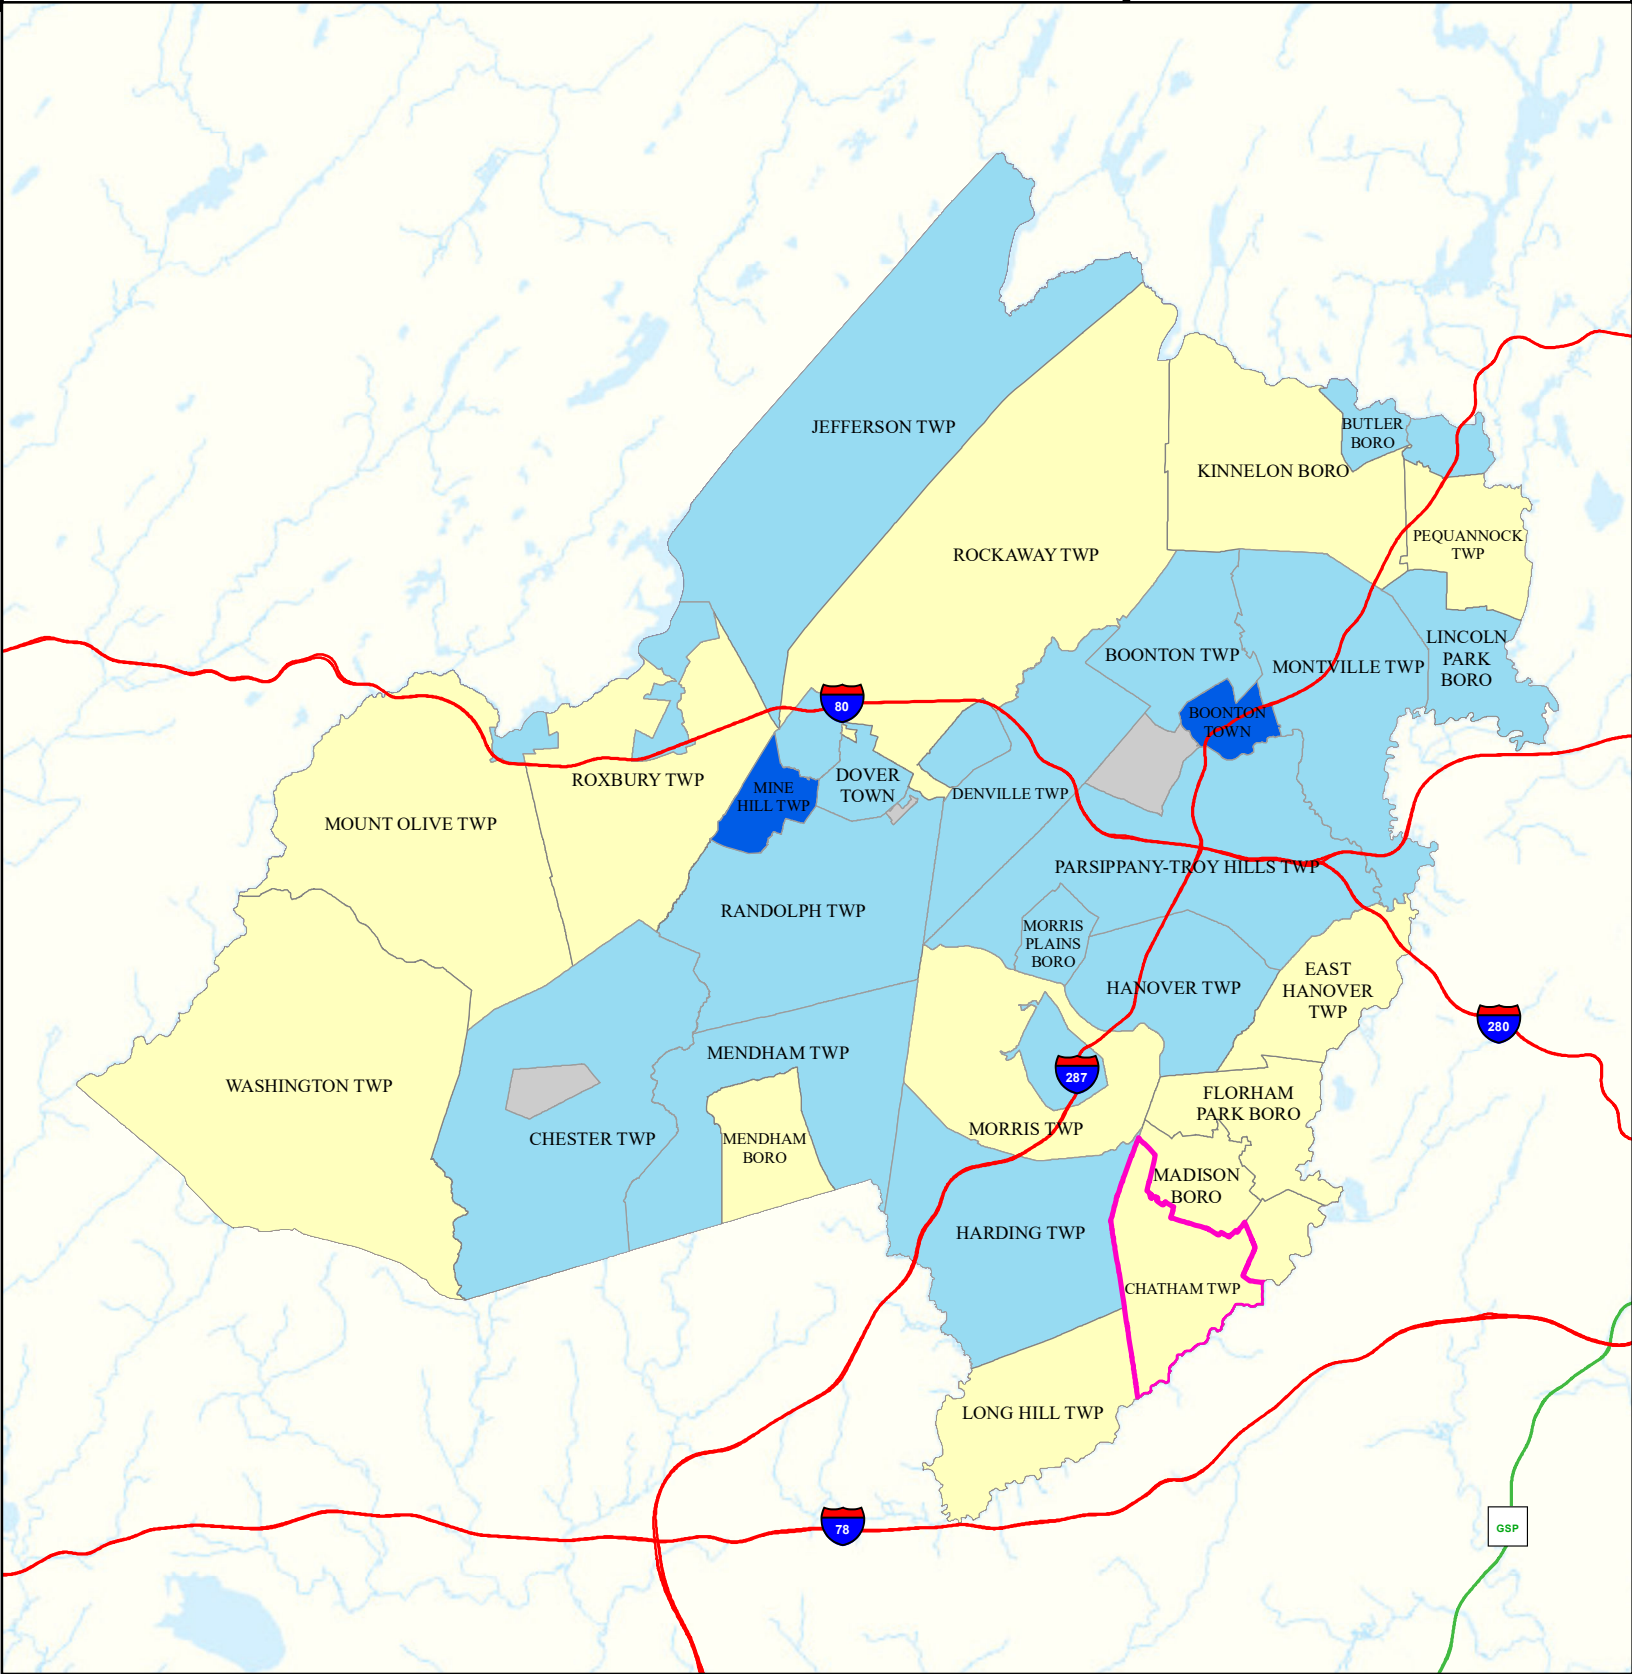 JEFFERSON TWP
BUTLER
BORO
KINNELON BORO
PEQUANNOCK
TWP
ROCKAWAY TWP
LINCOLN
PARK
BORO
BOONTON TWP
MONTVILLE TWP
80
BOONTON
TOWN
ROXBURY TWP
DOVER
TOWN
MINE
HILL TWP
DENVILLE TWP
MOUNT OLIVE TWP
PARSIPPANY-TROY HILLS TWP
RANDOLPH TWP
MORRIS
PLAINS
BORO
EAST
HANOVER
TWP
HANOVER TWP
280
MENDHAM TWP
287
WASHINGTON TWP
FLORHAM
PARK BORO
MORRIS TWP
CHESTER TWP
MENDHAM
BORO
MADISON
BORO
HARDING TWP
CHATHAM TWP
LONG HILL TWP
78
GSP